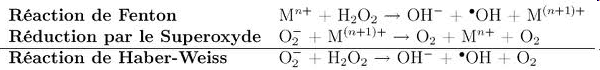 Réaction de Fenton M^{n+} + H₂O₂ → OH⁻ + •OH + M^{(n+1)+}
Réduction par le Superoxyde O₂⁻ + M^{(n+1)+} → O₂ + M^{n+} + O₂
Réaction de Haber-Weiss O₂⁻ + H₂O₂ → OH⁻ + •OH + O₂